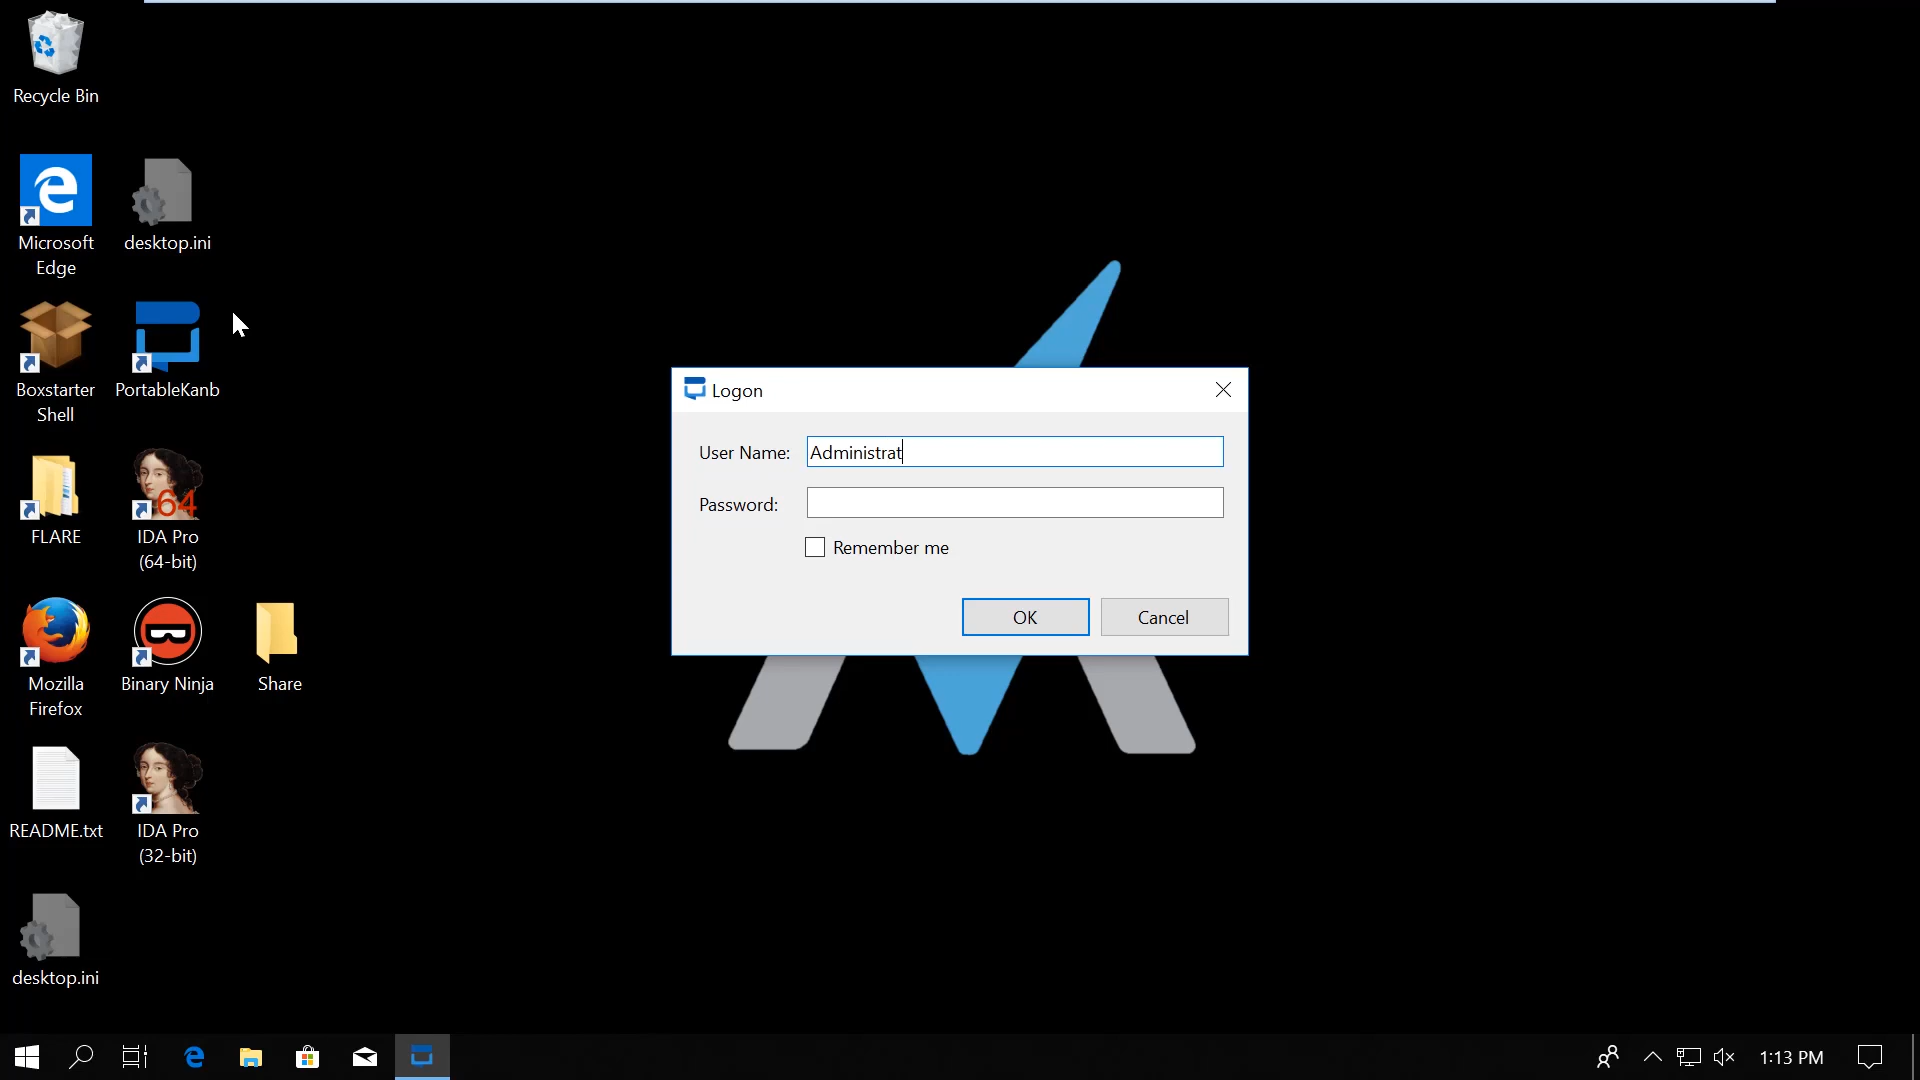 Recycle Bin
Microsoft
Edge
desktop.ini
Boxstarter
Shell
PortableKanb
FLARE
64
IDA Pro
(64-bit)
Mozilla
Firefox
Binary Ninja
Share
README.txt
IDA Pro
(32-bit)
desktop.ini
Logon
User Name:
Administrat
Password:
Remember me
OK
Cancel
1:13 PM